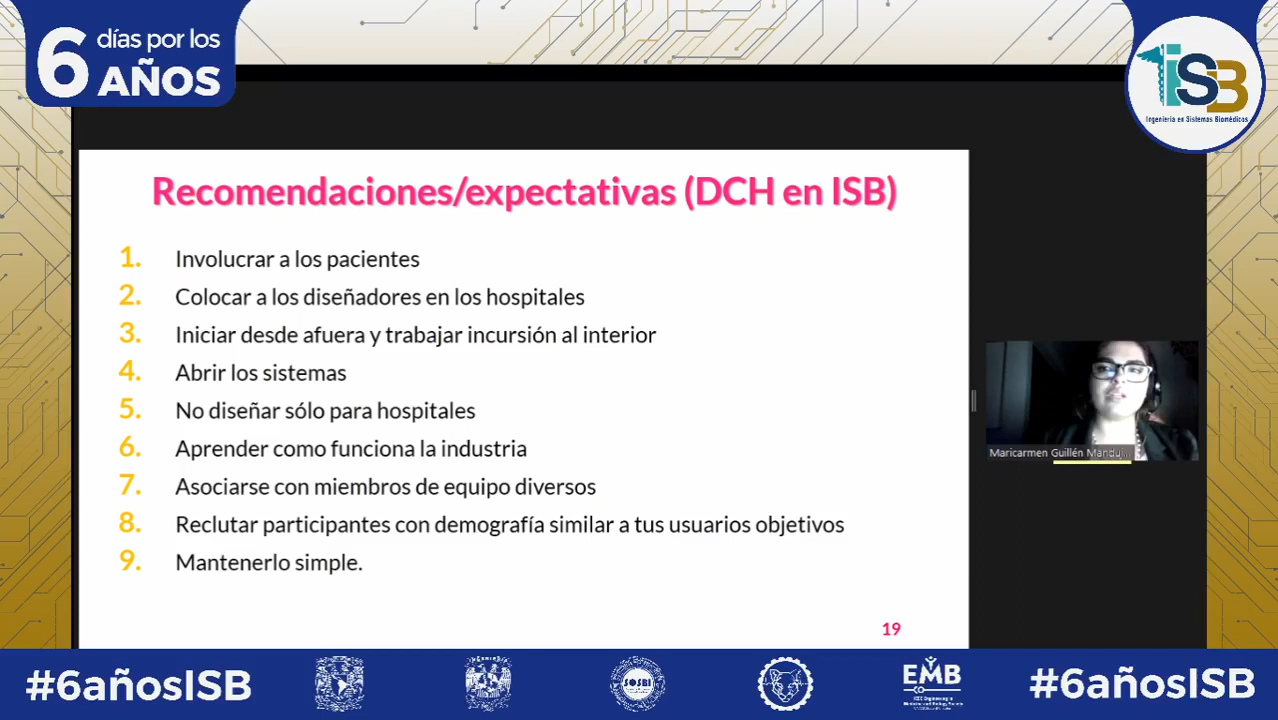 6 días por los
AÑOS
iSB
Ingeniería en Sistemas Biomédicos
Recomendaciones/expectativas (DCH en ISB)
1. Involucrar a los pacientes
2. Colocar a los diseñadores en los hospitales
3. Iniciar desde afuera y trabajar incursión al interior
4. Abrir los sistemas
5. No diseñar sólo para hospitales
6. Aprender como funciona la industria
7. Asociarse con miembros de equipo diversos
8. Reclutar participantes con demografía similar a tus usuarios objetivos
9. Mantenerlo simple.
Maricarmen Guillén Manduj...
19
#6añosISB
SOSBI
EMB
#6añosISB